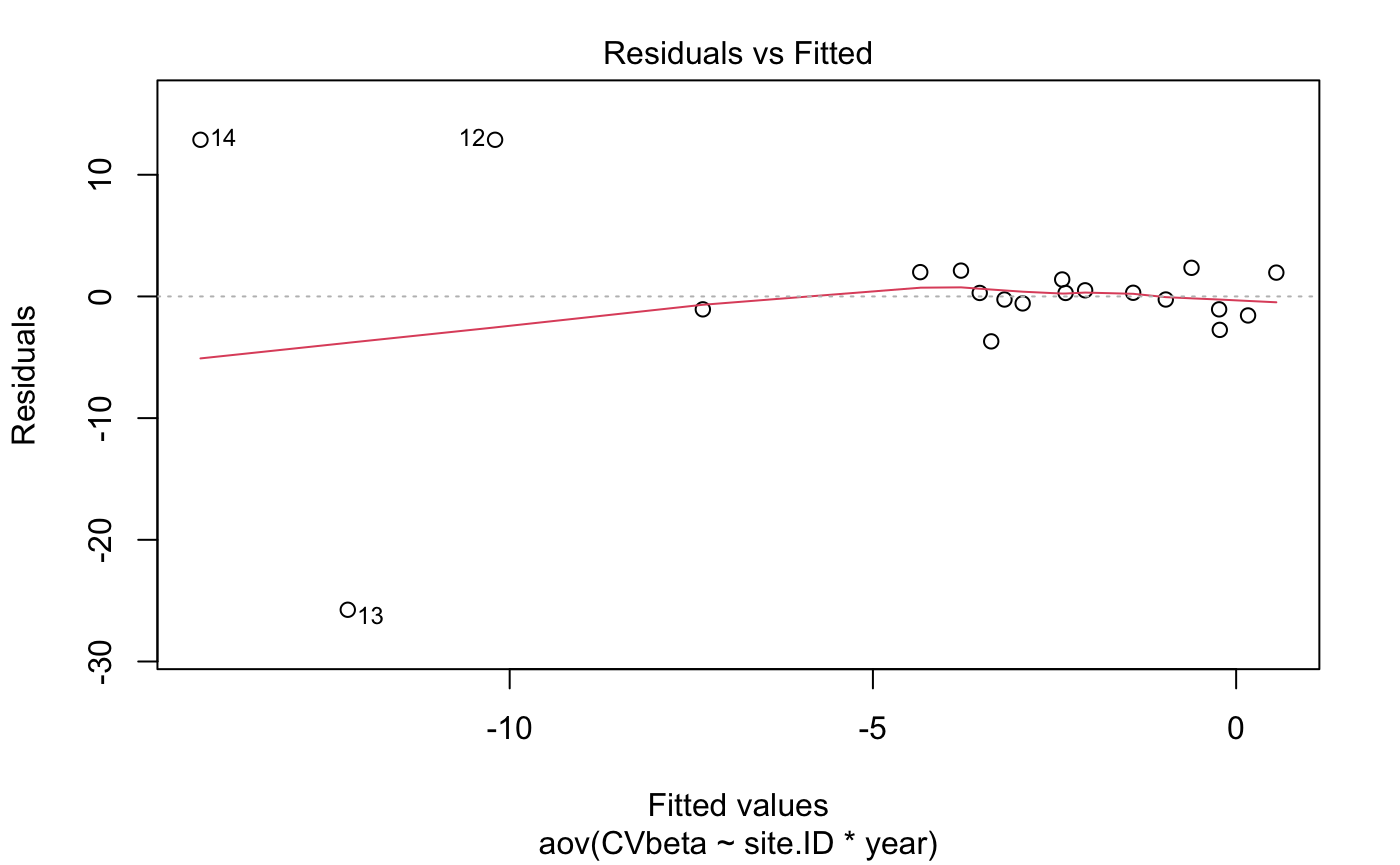 Residuals vs Fitted
14
12
13
10
0
-10
-20
-30
Residuals
-10
-5
0
Fitted values
aov(CVbeta ~ site.ID * year)